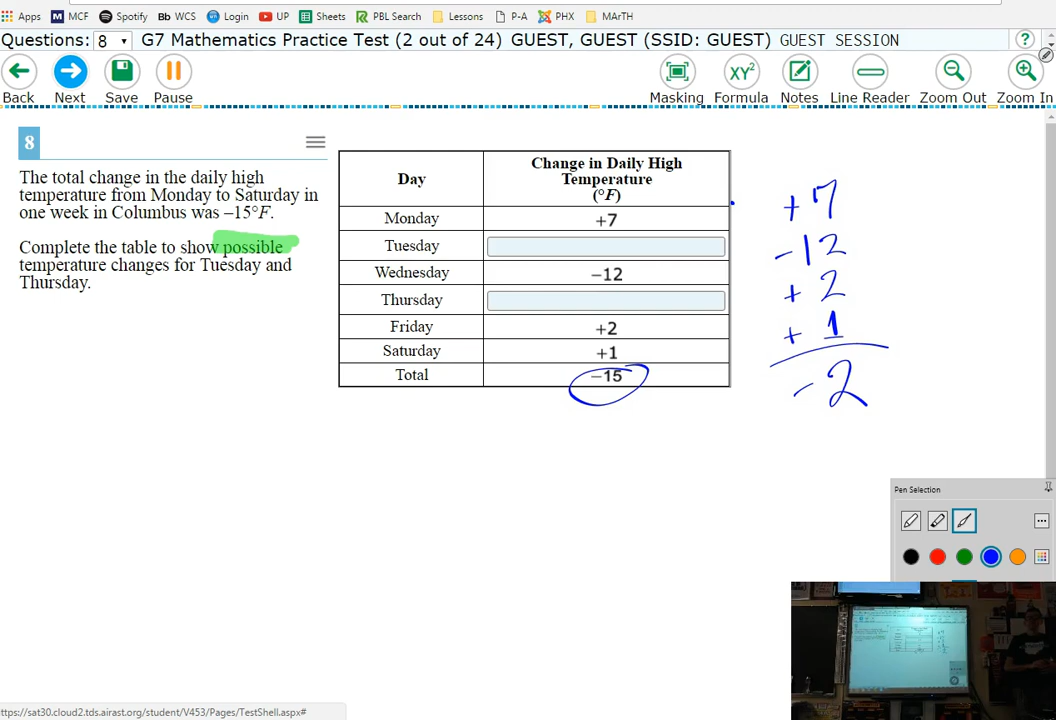 Apps MCF Spotify Bb WCS Login UP Sheets PBL Search Lessons P-A PHX MArTH
Questions: 8 G7 Mathematics Practice Test (2 out of 24) GUEST, GUEST (SSID: GUEST) GUEST SESSION
Back Next Save Pause Masking Formula Notes Line Reader Zoom Out Zoom In
8
The total change in the daily high
temperature from Monday to Saturday in
one week in Columbus was –15°F.
Complete the table to show possible
temperature changes for Tuesday and
Thursday.
Day Change in Daily High
Temperature
(°F)
Monday +7
Tuesday
Wednesday −12
Thursday
Friday +2
Saturday +1
Total −15
+7
-12
+2
+1
-2
Pen Selection
https://sat30.cloud2.tds.airast.org/student/V453/Pages/TestShell.aspx#